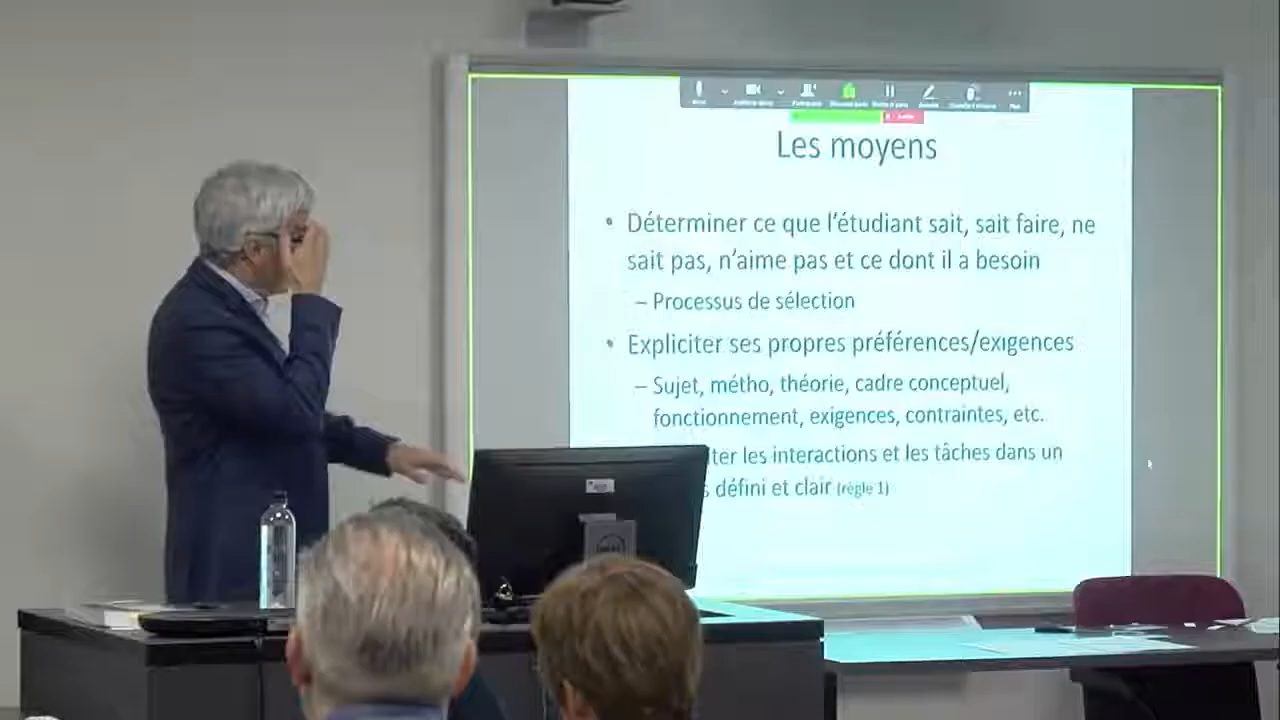 Les moyens
• Déterminer ce que l'étudiant sait, sait faire, ne
sait pas, n'aime pas et ce dont il a besoin
– Processus de sélection
• Expliciter ses propres préférences/exigences
– Sujet, métho, théorie, cadre conceptuel,
fonctionnement, exigences, contraintes, etc.
ter les interactions et les tâches dans un
s défini et clair (règle 1)